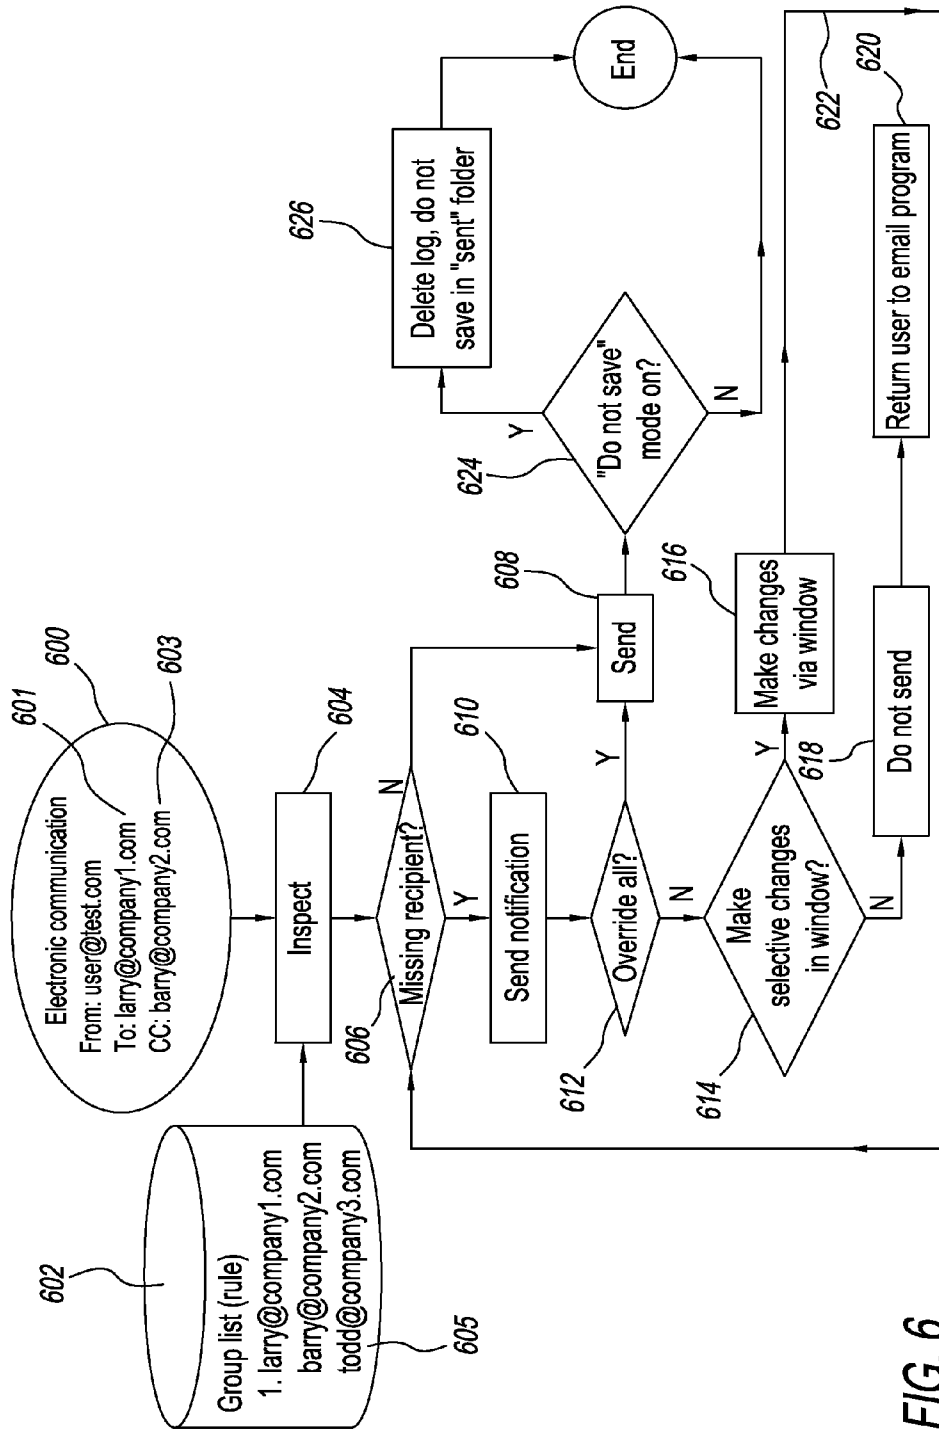 600
601
603
Electronic communication
From: user@test.com
To: larry@company1.com
CC: barry@company2.com
602
Group list (rule)
1. larry@company1.com
barry@company2.com
todd@company3.com
605
604
Inspect
606
Missing recipient?
N
Y
610
Send notification
612
Override all?
Y
N
608
Send
624
"Do not save"
mode on?
Y
N
626
Delete log, do not
save in "sent" folder
End
614
Make
selective changes
in window?
Y
N
616
Make changes
via window
622
618
Do not send
620
Return user to email program
FIG. 6